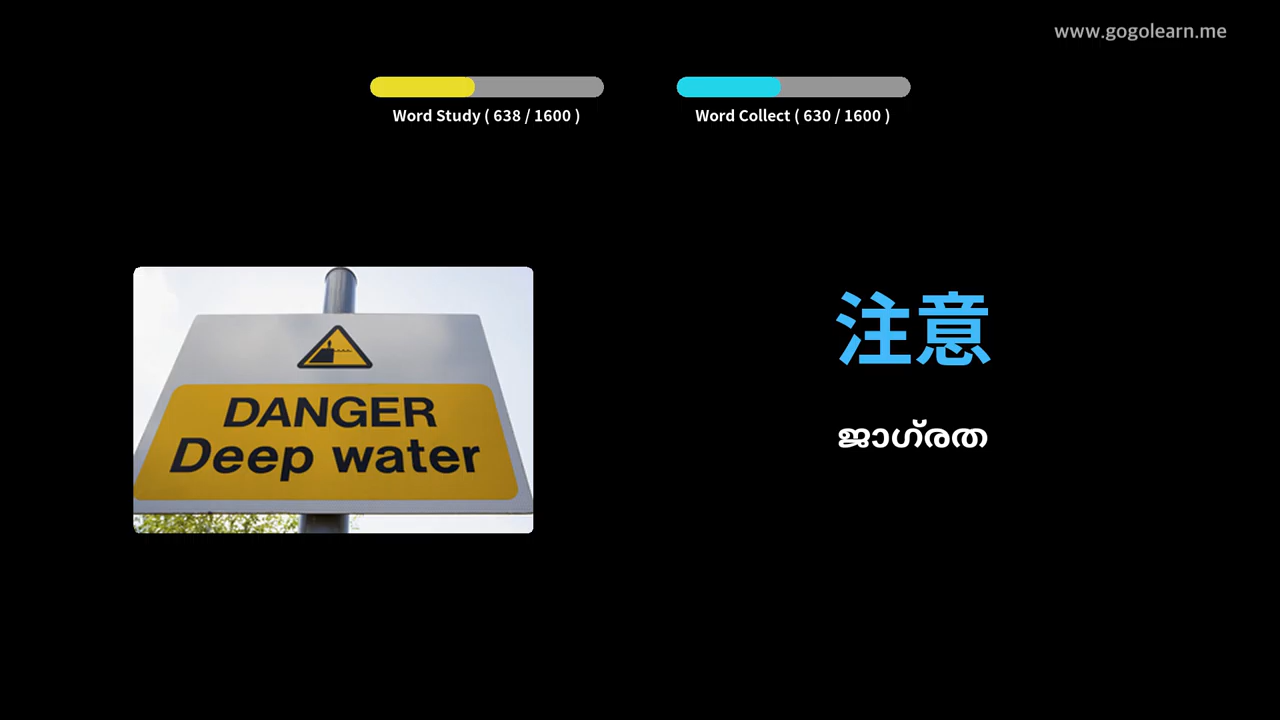 www.gogolearn.me
Word Study ( 638 / 1600 )
Word Collect ( 630 / 1600 )
DANGER
Deep water
注意
ജാഗ്രത